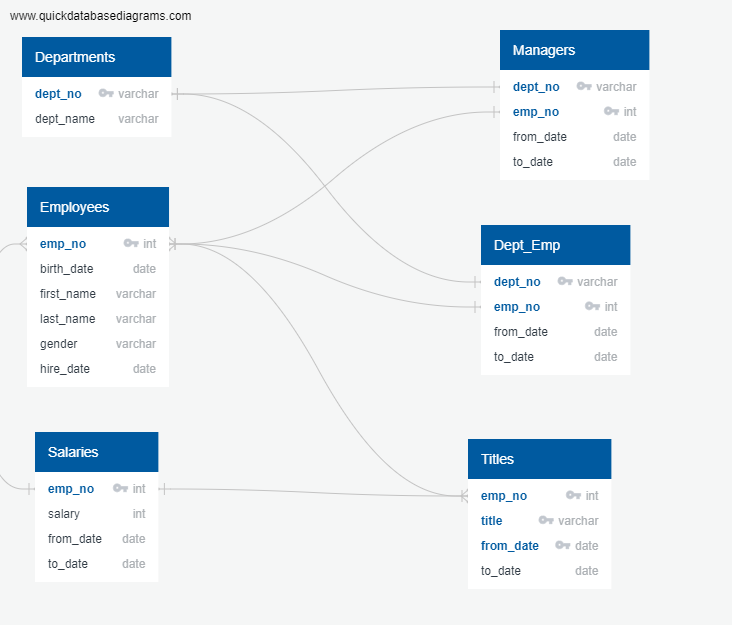 www.quickdatabasediagrams.com
Departments
dept_no varchar
dept_name varchar
Managers
dept_no varchar
emp_no int
from_date date
to_date date
Employees
emp_no int
birth_date date
first_name varchar
last_name varchar
gender varchar
hire_date date
Dept_Emp
dept_no varchar
emp_no int
from_date date
to_date date
Salaries
emp_no int
salary int
from_date date
to_date date
Titles
emp_no int
title varchar
from_date date
to_date date